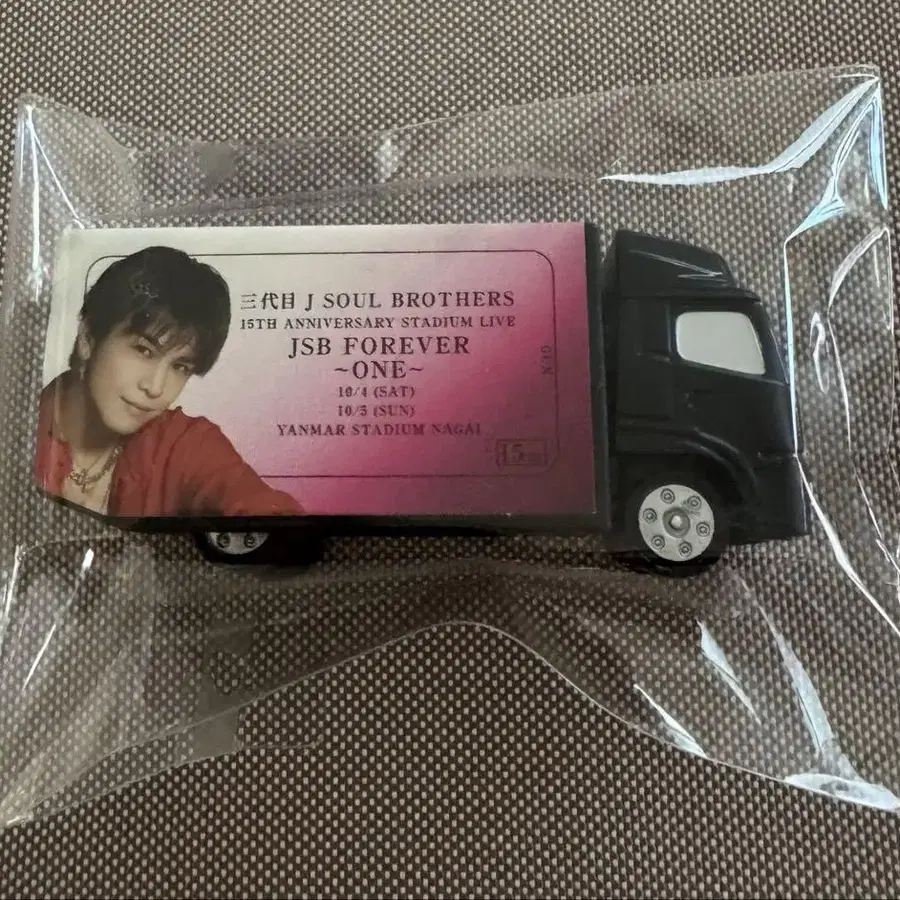 三代目 J SOUL BROTHERS
15TH ANNIVERSARY STADIUM LIVE
JSB FOREVER
~ONE~
10/4 (SAT)
10/5 (SUN)
YANMAR STADIUM NAGAI
15